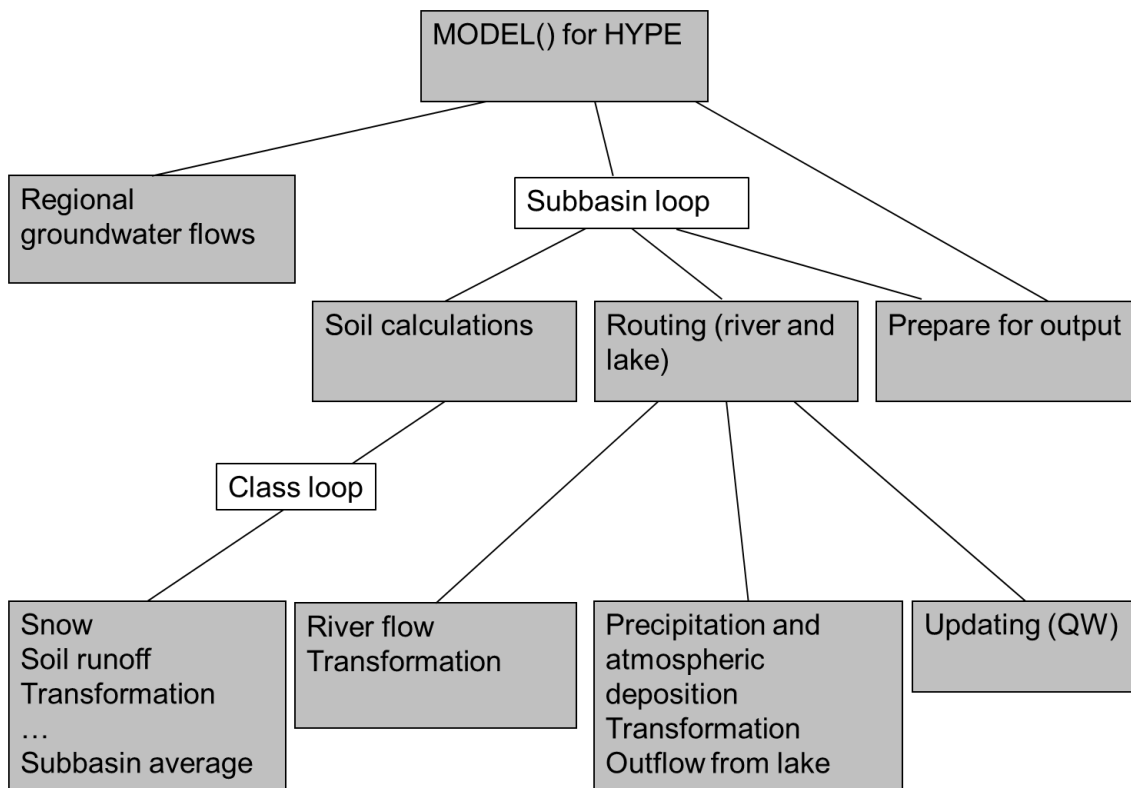 MODEL() for HYPE
Regional
groundwater flows
Subbasin loop
Soil calculations
Routing (river and
lake)
Prepare for output
Class loop
Snow
Soil runoff
Transformation
…
Subbasin average
River flow
Transformation
Precipitation and
atmospheric
deposition
Transformation
Outflow from lake
Updating (QW)